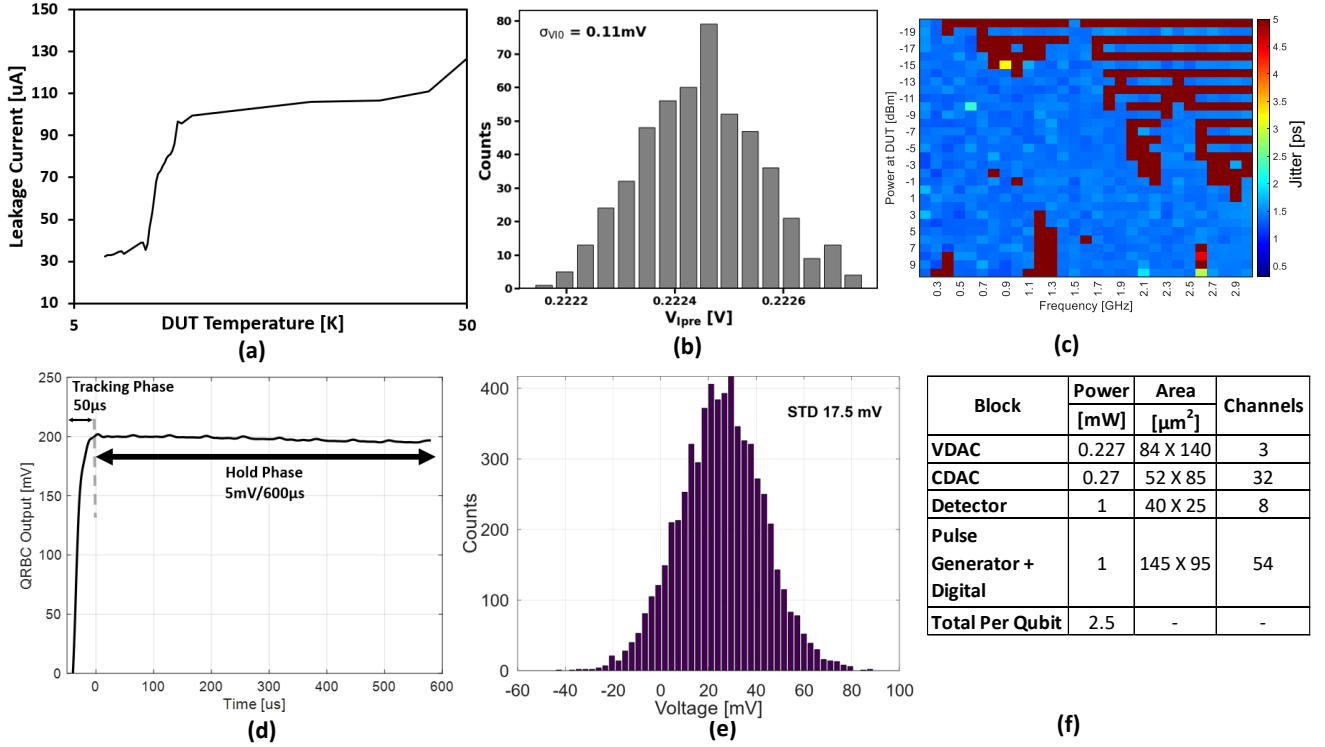 150
130
110
90
70
50
30
10
Leakage Current [uA]
5
DUT Temperature [K]
50
(a)
σVI0 = 0.11mV
80
70
60
50
40
30
20
10
0
Counts
0.2222
0.22224
0.22226
VIpre [V]
(b)
-19
-17
-15
-13
-11
-9
-7
-5
-3
-1
1
3
5
7
9
Power at DUT [dBm]
0.3
0.5
0.7
0.9
1.1
1.3
1.5
1.7
1.9
2.1
2.3
2.5
2.7
2.9
Frequency [GHz]
5
4.5
4
3.5
3
2.5
2
1.5
1
0.5
Jitter [ps]
(c)
250
200
150
100
50
0
QRBC Output [mV]
Tracking Phase
50µs
Hold Phase
5mV/600µs
0
100
200
300
400
500
600
Time [us]
(d)
400
300
200
100
0
Counts
STD 17.5 mV
-60
-40
-20
0
20
40
60
80
100
Voltage [mV]
(e)
Block Power Area Channels
[mW] [µm²]
VDAC 0.227 84 X 140 3
CDAC 0.27 52 X 85 32
Detector 1 40 X 25 8
Pulse
Generator + 1 145 X 95 54
Digital
Total Per Qubit 2.5 - -
(f)